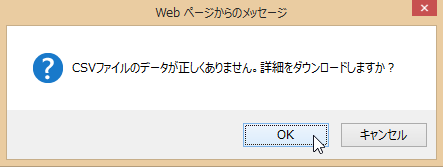 Web ページからのメッセージ
CSVファイルのデータが正しくありません。詳細をダウンロードしますか？
OK
キャンセル